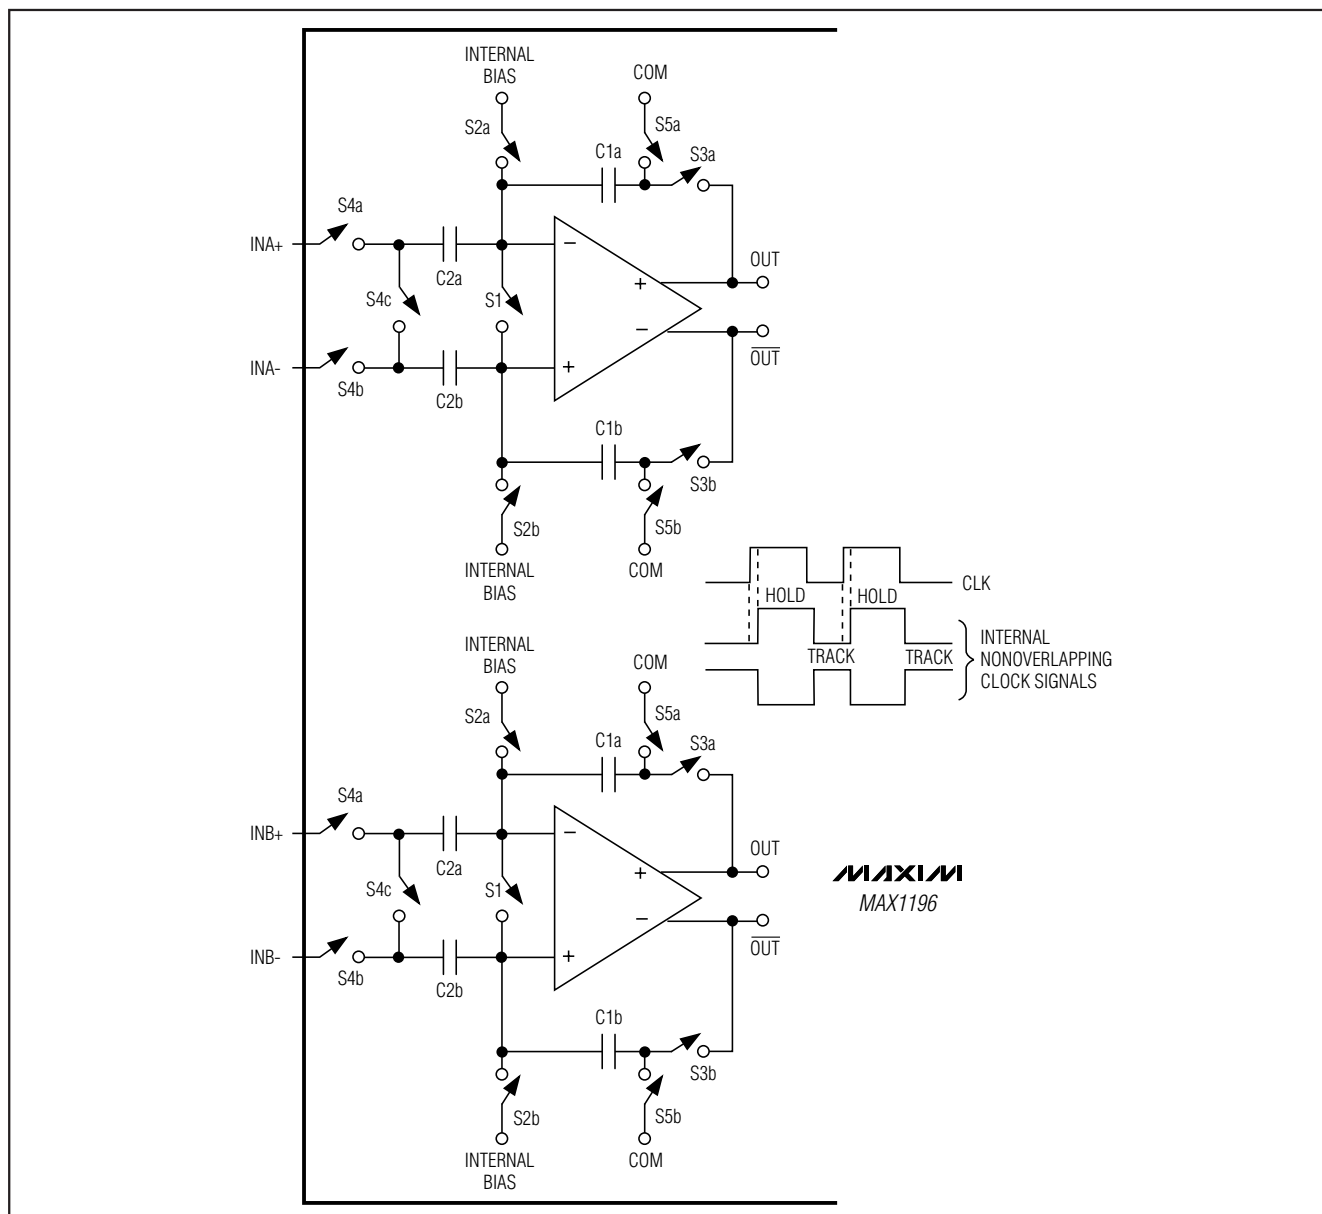 INTERNAL
BIAS
COM
S2a
S5a
C1a
S3a
S4a
INA+
−
OUT
C2a
+
S4c
S1
−
OUT
INA-
+
S4b
C2b
C1b
S3b
S2b
S5b
INTERNAL
BIAS
COM
CLK
HOLD
HOLD
TRACK
TRACK
INTERNAL
NONOVERLAPPING
CLOCK SIGNALS
INTERNAL
BIAS
COM
S2a
S5a
C1a
S3a
S4a
INB+
−
OUT
C2a
+
S4c
S1
−
OUT
MAXIM
MAX1196
INB-
+
S4b
C2b
C1b
S3b
S2b
S5b
INTERNAL
BIAS
COM